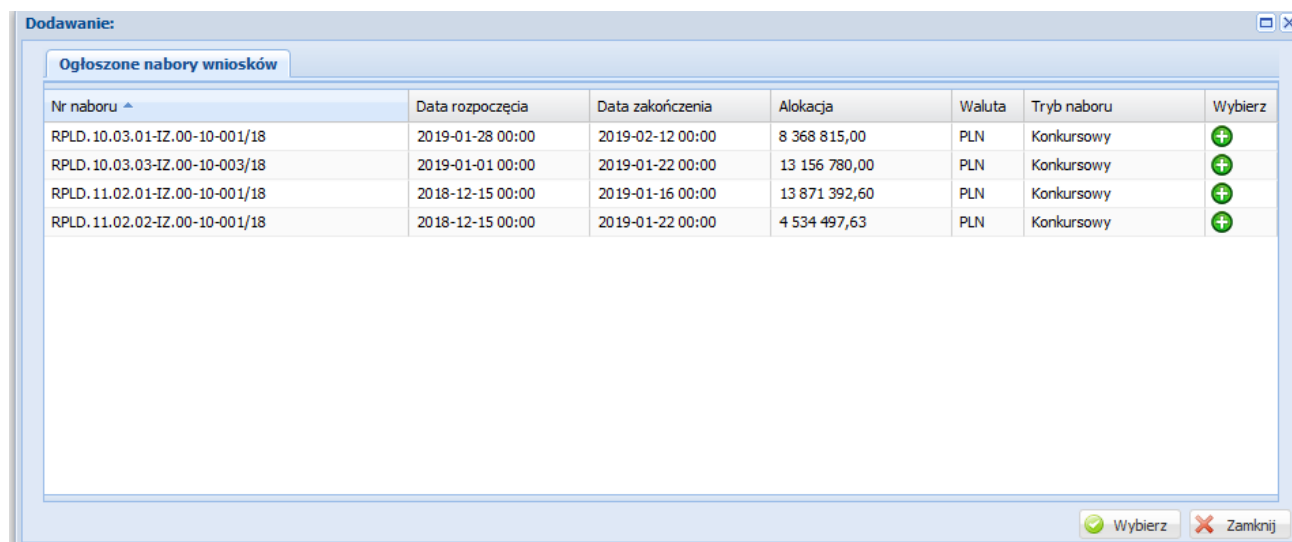 Dodawanie:
Ogłoszone nabory wniosków
Nr naboru Data rozpoczęcia Data zakończenia Alokacja Waluta Tryb naboru Wybierz
RPLD.10.03.01-IZ.00-10-001/18 2019-01-28 00:00 2019-02-12 00:00 8 368 815,00 PLN Konkursowy
RPLD.10.03.03-IZ.00-10-003/18 2019-01-01 00:00 2019-01-22 00:00 13 156 780,00 PLN Konkursowy
RPLD.11.02.01-IZ.00-10-001/18 2018-12-15 00:00 2019-01-16 00:00 13 871 392,60 PLN Konkursowy
RPLD.11.02.02-IZ.00-10-001/18 2018-12-15 00:00 2019-01-22 00:00 4 534 497,63 PLN Konkursowy
Wybierz Zamknij